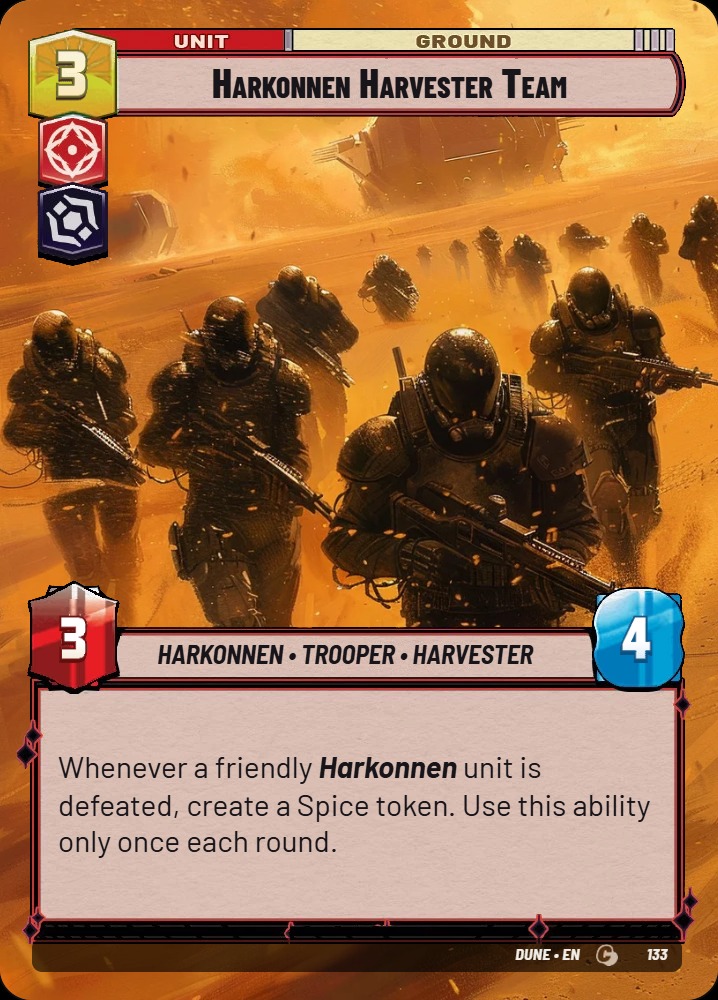 UNIT GROUND
3 HARKONNEN HARVESTER TEAM
3 HARKONNEN • TROOPER • HARVESTER 4
Whenever a friendly Harkonnen unit is
defeated, create a Spice token. Use this ability
only once each round.
DUNE • EN C 133